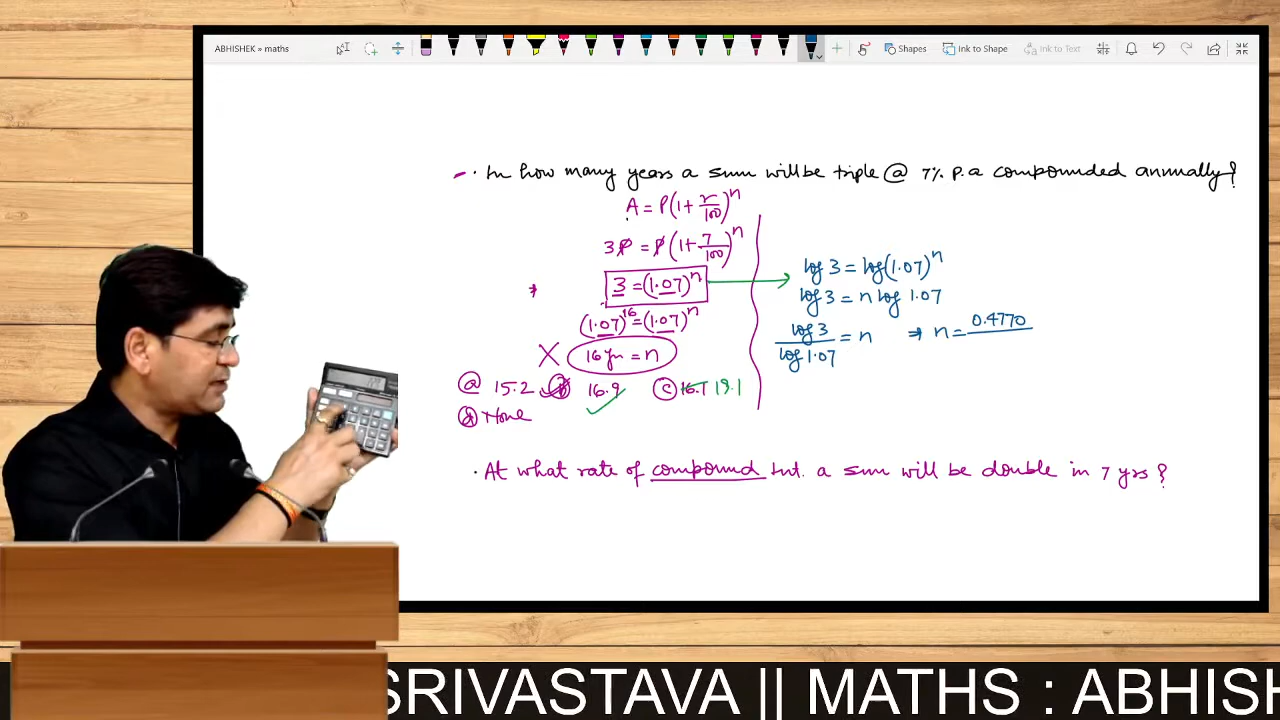 ABHISHEK » maths
Shapes
Ink to Shape
Ink to Text
· In how many years a sum will be triple @ 7% p.a compounded annually?
A = P(1+r/100)^n
3P = P(1+7/100)^n
3 = (1.07)^n
(1.07)^16 = (1.07)^n
16 yr = n
ⓐ 15.2 ⓑ 16.9 ⓒ 16.1 19.1
ⓓ None
log 3 = log(1.07)^n
log 3 = n log 1.07
log 3 / log 1.07 = n ⇒ n = 0.4770
· At what rate of compound Int. a sum will be double in 7 yrs?
SRIVASTAVA || MATHS : ABHISH